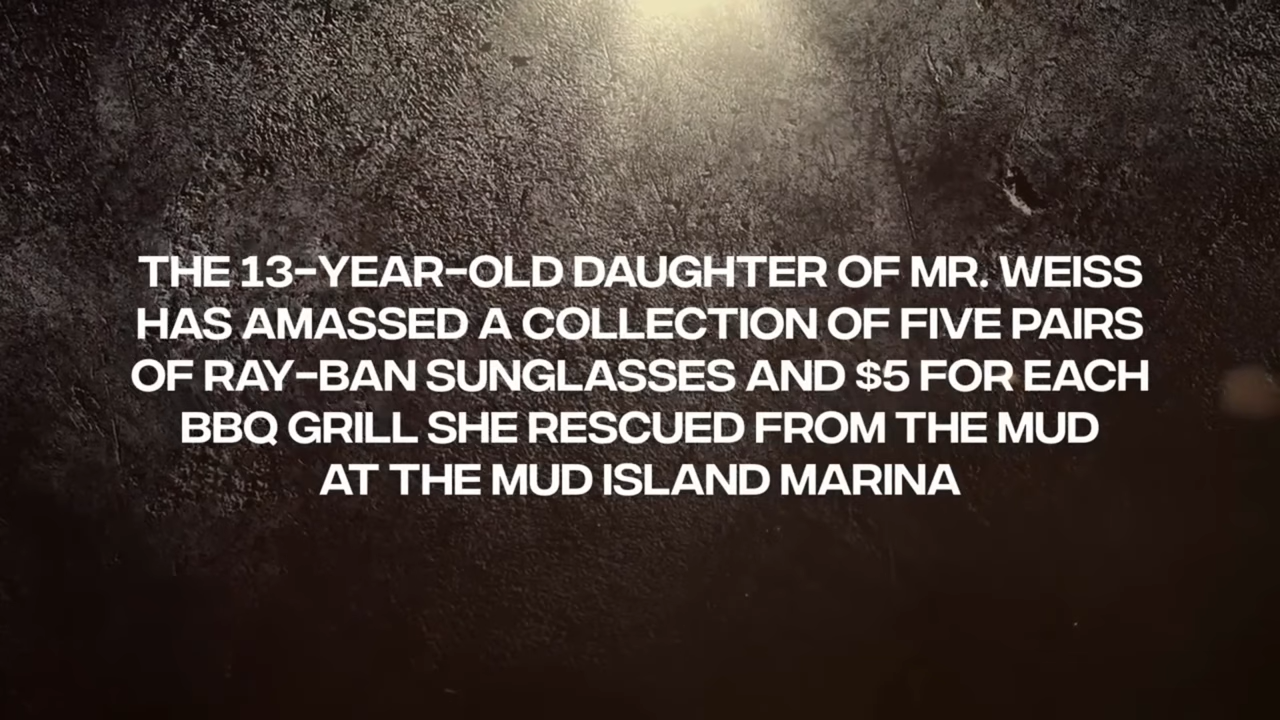 THE 13-YEAR-OLD DAUGHTER OF MR. WEISS
HAS AMASSED A COLLECTION OF FIVE PAIRS
OF RAY-BAN SUNGLASSES AND $5 FOR EACH
BBQ GRILL SHE RESCUED FROM THE MUD
AT THE MUD ISLAND MARINA